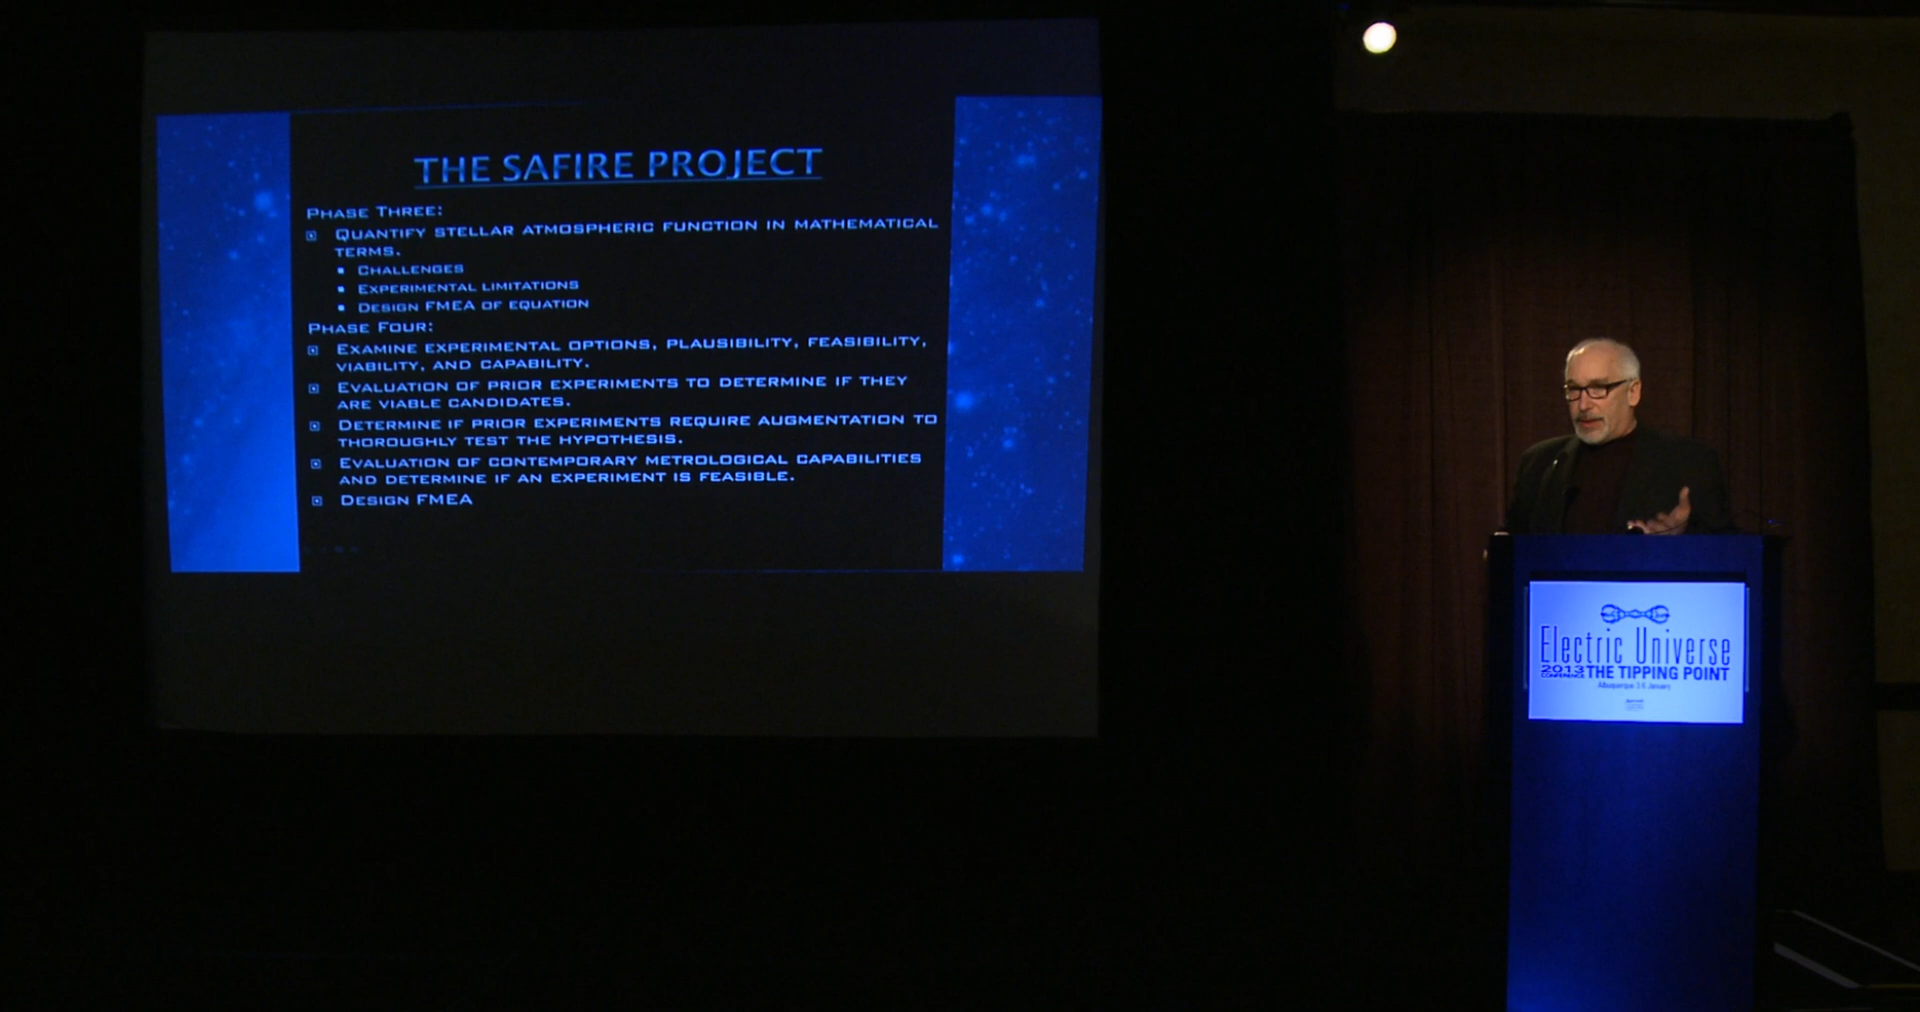 THE SAFIRE PROJECT
PHASE THREE:
QUANTIFY STELLAR ATMOSPHERIC FUNCTION IN MATHEMATICAL
TERMS.
CHALLENGES
EXPERIMENTAL LIMITATIONS
DESIGN FMEA OF EQUATION
PHASE FOUR:
EXAMINE EXPERIMENTAL OPTIONS, PLAUSIBILITY, FEASIBILITY,
VIABILITY, AND CAPABILITY.
EVALUATION OF PRIOR EXPERIMENTS TO DETERMINE IF THEY
ARE VIABLE CANDIDATES.
DETERMINE IF PRIOR EXPERIMENTS REQUIRE AUGMENTATION TO
THOROUGHLY TEST THE HYPOTHESIS.
EVALUATION OF CONTEMPORARY METROLOGICAL CAPABILITIES
AND DETERMINE IF AN EXPERIMENT IS FEASIBLE.
DESIGN FMEA
Electric Universe
2013 CONFERENCE THE TIPPING POINT
Albuquerque January